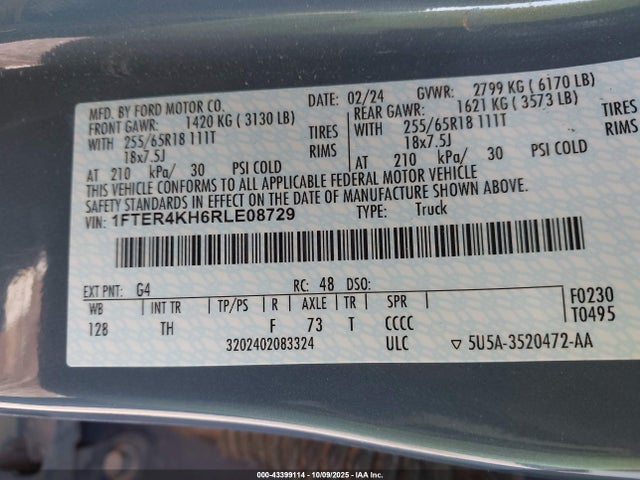 MFD. BY FORD MOTOR CO.
DATE: 02/24 GVWR: 2799 KG ( 6170 LB)
FRONT GAWR: 1420 KG ( 3130 LB) REAR GAWR: 1621 KG ( 3573 LB)
WITH 255/65R18 111T TIRES WITH 255/65R18 111T TIRES
18x7.5J RIMS 18x7.5J RIMS
AT 210 kPa/ 30 PSI COLD AT 210 kPa/ 30 PSI COLD
THIS VEHICLE CONFORMS TO ALL APPLICABLE FEDERAL MOTOR VEHICLE
SAFETY STANDARDS IN EFFECT ON THE DATE OF MANUFACTURE SHOWN ABOVE.
VIN: 1FTER4KH6RLE08729 TYPE: Truck
EXT PNT: G4 RC: 48 DSO:
WB INT TR TP/PS R AXLE TR SPR F0230
128 TH F 73 T CCCC T0495
3202402083324 ULC ▽ 5U5A-3520472-AA
000-43399114 - 10/09/2025 - IAA Inc.